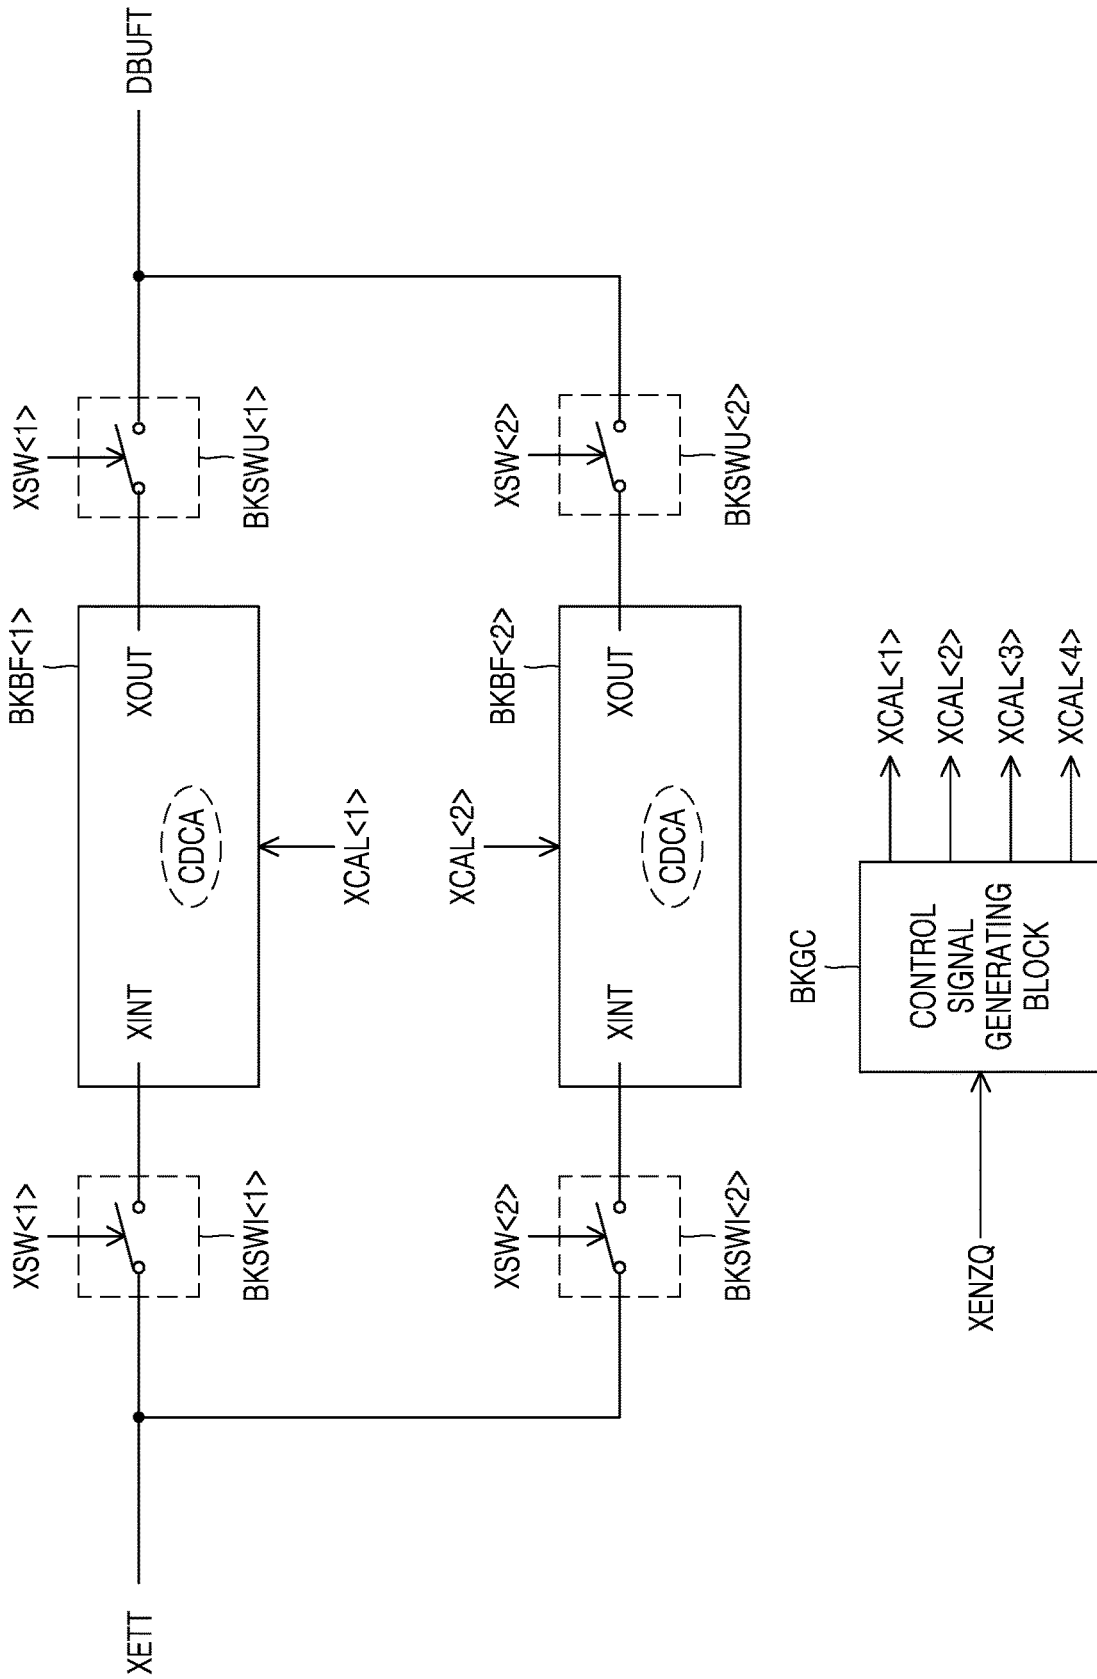 XSW<1>
XSW<1>
BKBF<1>
XETT
XINT
CDCA
XOUT
DBUFT
BKSWI<1>
BKSWU<1>
XCAL<1>
XSW<2>
XCAL<2>
BKBF<2>
XSW<2>
XINT
CDCA
XOUT
BKSWI<2>
BKSWU<2>
BKGC
XENZQ
CONTROL
SIGNAL
GENERATING
BLOCK
XCAL<1>
XCAL<2>
XCAL<3>
XCAL<4>